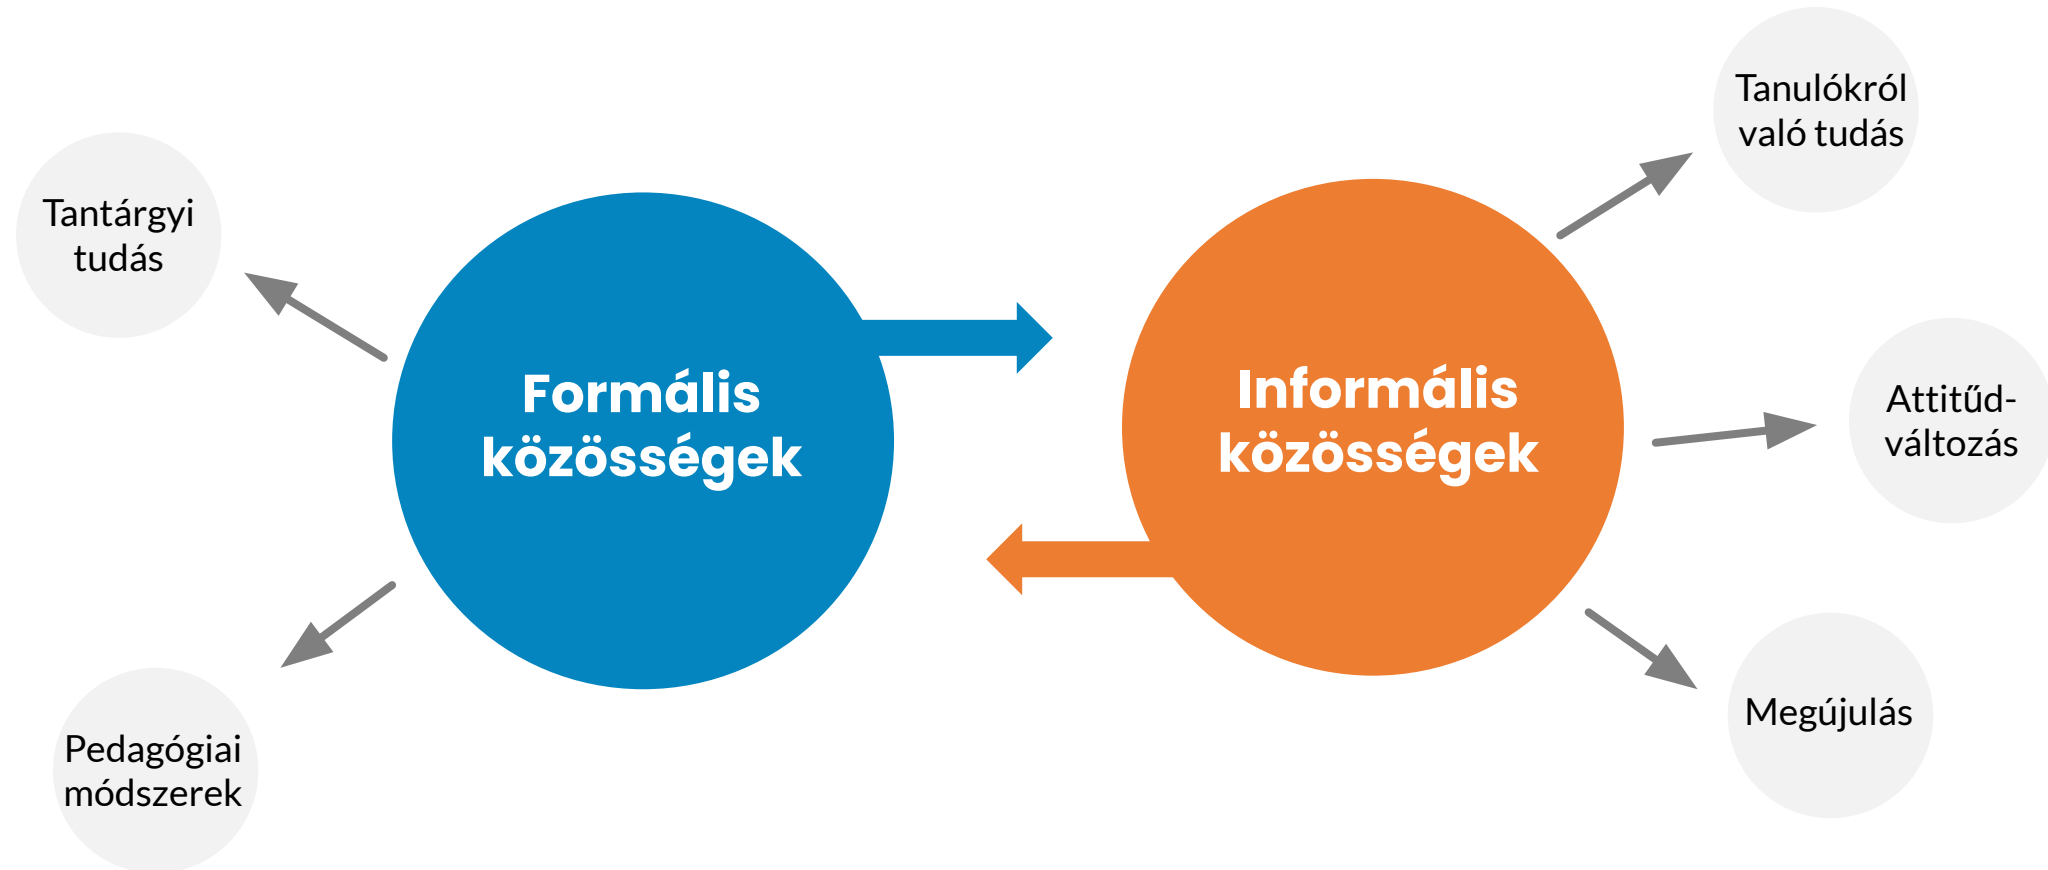 Tantárgyi
tudás
Pedagógiai
módszerek
Formális
közösségek
Informális
közösségek
Tanulókról
való tudás
Attitűd-
változás
Megújulás